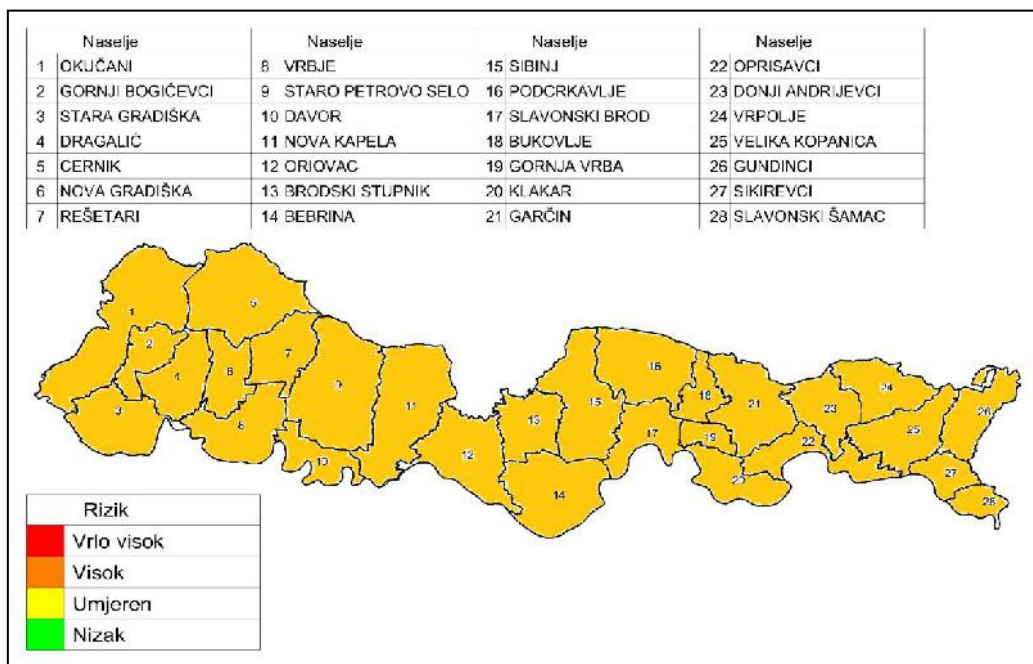 Naselje Naselje Naselje Naselje
1 OKUČANI 8 VRBJE 15 SIBINJ 22 OPRISAVCI
2 GORNJI BOGIČEVCI 9 STARO PETROVO SELO 16 PODCRKAVLJE 23 DONJI ANDRIJEVCI
3 STARA GRADIŠKA 10 DAVOR 17 SLAVONSKI BROD 24 VRPOLJE
4 DRAGALIĆ 11 NOVA KAPELA 18 BUKOVLJE 25 VELIKA KOPANICA
5 CERNIK 12 ORIOVAC 19 GORNJA VRBA 26 GUNDINCI
6 NOVA GRADIŠKA 13 BRODSKI STUPNIK 20 KLAKAR 27 SIKIREVCI
7 REŠETARI 14 BEBRINA 21 GARČIN 28 SLAVONSKI ŠAMAC
5
1
2
7
16
4
6
9
24
18
3
11
15
21
23
26
13
8
17
19
25
22
12
10
27
20
14
28
Rizik
Vrlo visok
Visok
Umjeren
Nizak